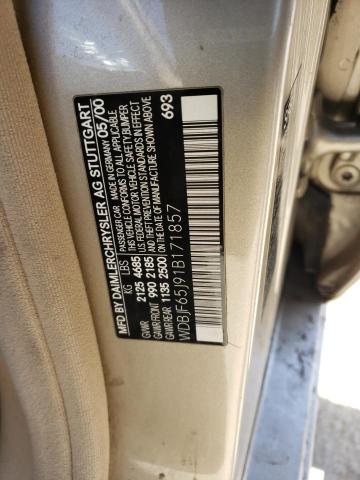 MFD BY DAIMLERCHRYSLER AG STUTTGART
PASSENGER CAR MADE IN GERMANY 05/00
THIS VEHICLE CONFORMS TO ALL APPLICABLE
U.S. FEDERAL MOTOR VEHICLE SAFETY, BUMPER
AND THEFT PREVENTION STANDARDS IN EFFECT
ON THE DATE OF MANUFACTURE SHOWN ABOVE
KG LBS
GVWR 2125 4685
GAWR FRONT 990 2185
GAWR REAR 1135 2500
693
WDBJF65J91B171857